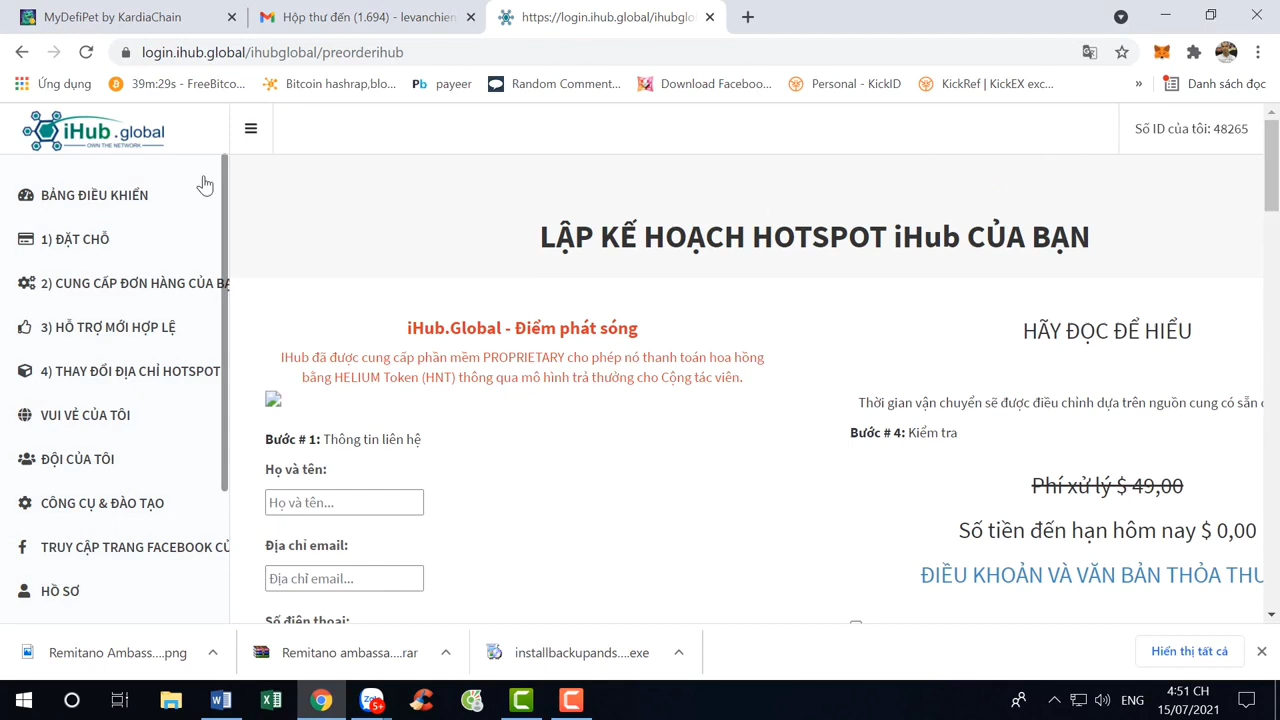 MyDefiPet by KardiaChain
Hộp thư đến (1.694) - levanchien
https://login.ihub.global/ihubglo
login.ihub.global/ihubglobal/preorderihub
Ứng dụng
39m:29s - FreeBitco...
Bitcoin hashrap,blo...
Pb payeer
Random Comment...
Download Faceboo...
Personal - KickID
KickRef | KickEX exc...
»
Danh sách đọc
iHub.global
OWN THE NETWORK
Số ID của tôi: 48265
BẢNG ĐIỀU KHIỂN
1) ĐẶT CHỖ
2) CUNG CẤP ĐƠN HÀNG CỦA BẠ
3) HỖ TRỢ MỚI HỢP LỆ
4) THAY ĐỔI ĐỊA CHỈ HOTSPOT
VUI VẺ CỦA TÔI
ĐỘI CỦA TÔI
CÔNG CỤ & ĐÀO TẠO
TRUY CẬP TRANG FACEBOOK CỦ
HỒ SƠ
LẬP KẾ HOẠCH HOTSPOT iHub CỦA BẠN
iHub.Global - Điểm phát sóng
IHub đã được cung cấp phần mềm PROPRIETARY cho phép nó thanh toán hoa hồng
bằng HELIUM Token (HNT) thông qua mô hình trả thưởng cho Cộng tác viên.
Bước # 1: Thông tin liên hệ
Họ và tên:
Họ và tên...
Địa chỉ email:
Địa chỉ email...
Số điện thoại:
HÃY ĐỌC ĐỂ HIỂU
Thời gian vận chuyển sẽ được điều chỉnh dựa trên nguồn cung có sẵn
Bước # 4: Kiểm tra
Phí xử lý $ 49,00
Số tiền đến hạn hôm nay $ 0,00
ĐIỀU KHOẢN VÀ VĂN BẢN THỎA THU
Remitano Ambass....png
Remitano ambassa....rar
installbackupands....exe
Hiển thị tất cả
5+
ENG
4:51 CH
15/07/2021